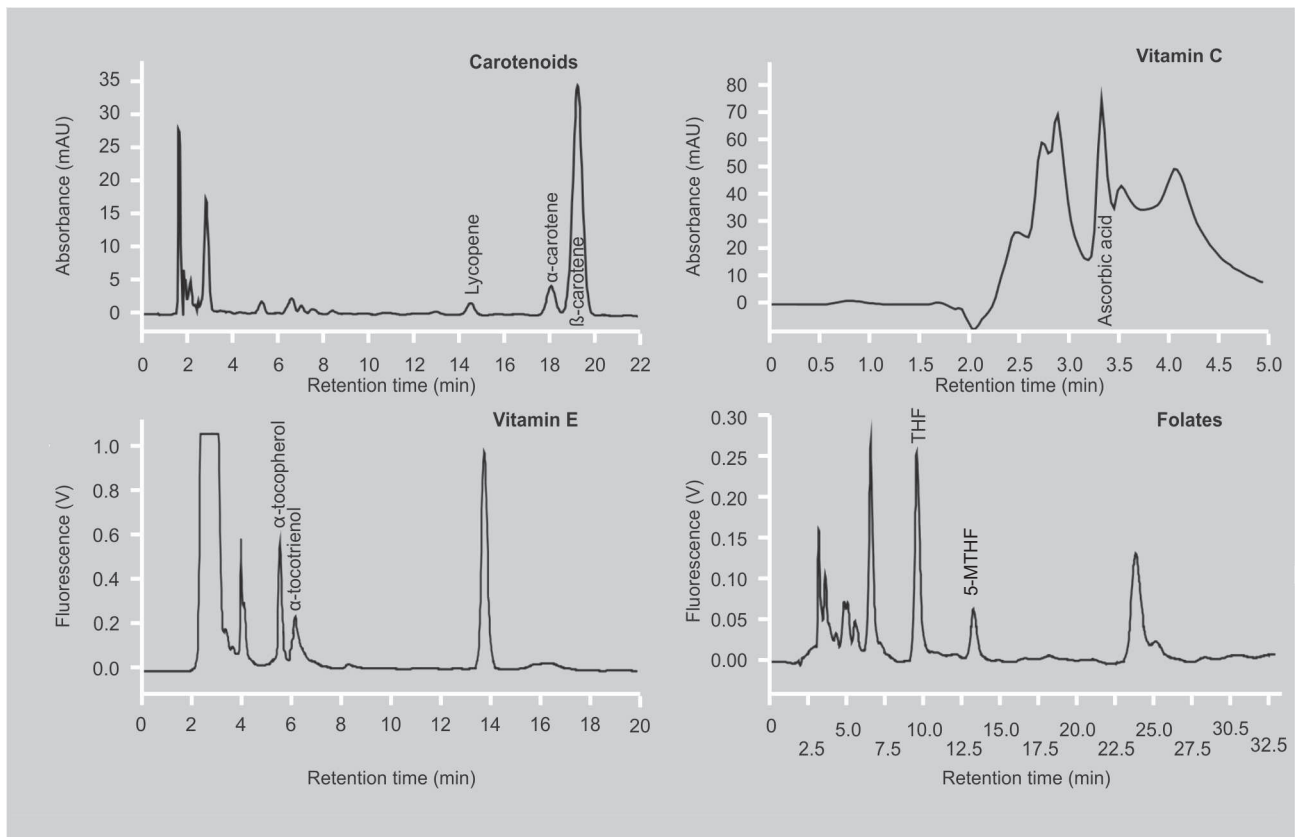 Carotenoids
Absorbance (mAU)
35
30
25
20
15
10
5
0
Lycopene
α-carotene
ß-carotene
0 2 4 6 8 10 12 14 16 18 20 22
Retention time (min)
Vitamin C
Absorbance (mAU)
80
70
60
50
40
30
20
10
0
Ascorbic acid
0 0.5 1.0 1.5 2.0 2.5 3.0 3.5 4.0 4.5 5.0
Retention time (min)
Vitamin E
Fluorescence (V)
1.0
0.8
0.6
0.4
0.2
0.0
α-tocopherol
α-tocotrienol
0 2 4 6 8 10 12 14 16 18 20
Retention time (min)
Folates
Fluorescence (V)
0.30
0.25
0.20
0.15
0.10
0.05
0.00
THF
5-MTHF
0 5.0 10.0 15.0 20.0 25.0 30.5
2.5 7.5 12.5 17.5 22.5 27.5 32.5
Retention time (min)